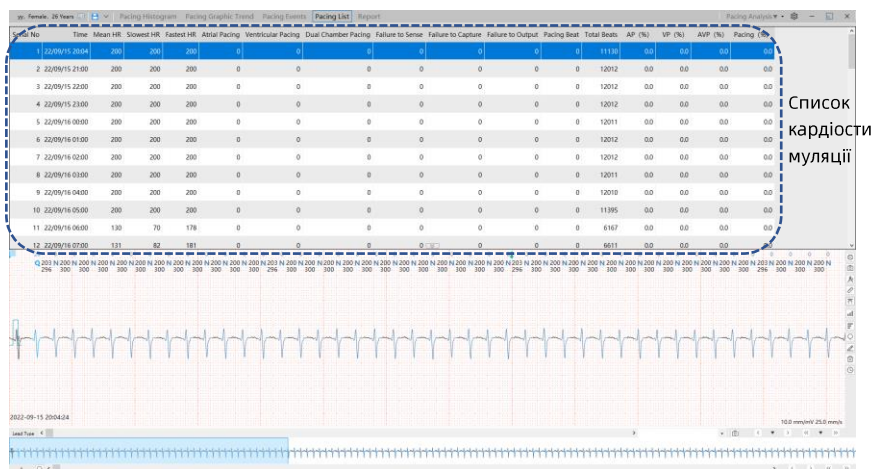 Female, 26 Years Pacing Histogram Pacing Graphic Trend Pacing Events Pacing List Report Pacing Analysis
Serial No Time Mean HR Slowest HR Fastest HR Atrial Pacing Ventricular Pacing Dual Chamber Pacing Failure to Sense Failure to Capture Failure to Output Pacing Beat Total Beats AP (%) VP (%) AVP (%) Pacing (%)
1 22/09/15 20:04 200 200 200 0 0 0 0 0 0 0 11130 0.0 0.0 0.0 0.0
2 22/09/15 21:00 200 200 200 0 0 0 0 0 0 0 12012 0.0 0.0 0.0 0.0
3 22/09/15 22:00 200 200 200 0 0 0 0 0 0 0 12012 0.0 0.0 0.0 0.0
4 22/09/15 23:00 200 200 200 0 0 0 0 0 0 0 12012 0.0 0.0 0.0 0.0
5 22/09/16 00:00 200 200 200 0 0 0 0 0 0 0 12011 0.0 0.0 0.0 0.0
6 22/09/16 01:00 200 200 200 0 0 0 0 0 0 0 12012 0.0 0.0 0.0 0.0
7 22/09/16 02:00 200 200 200 0 0 0 0 0 0 0 12012 0.0 0.0 0.0 0.0
8 22/09/16 03:00 200 200 200 0 0 0 0 0 0 0 12011 0.0 0.0 0.0 0.0
9 22/09/16 04:00 200 200 200 0 0 0 0 0 0 0 12010 0.0 0.0 0.0 0.0
10 22/09/16 05:00 200 200 200 0 0 0 0 0 0 0 11395 0.0 0.0 0.0 0.0
11 22/09/16 06:00 130 70 178 0 0 0 0 0 0 0 6167 0.0 0.0 0.0 0.0
12 22/09/16 07:00 131 82 181 0 0 0 0 0 0 0 6611 0.0 0.0 0.0 0.0
Список
кардіости
муляції
2022-09-15 20:04:24
10.0 mm/mV 25.0 mm/s
Lead Type